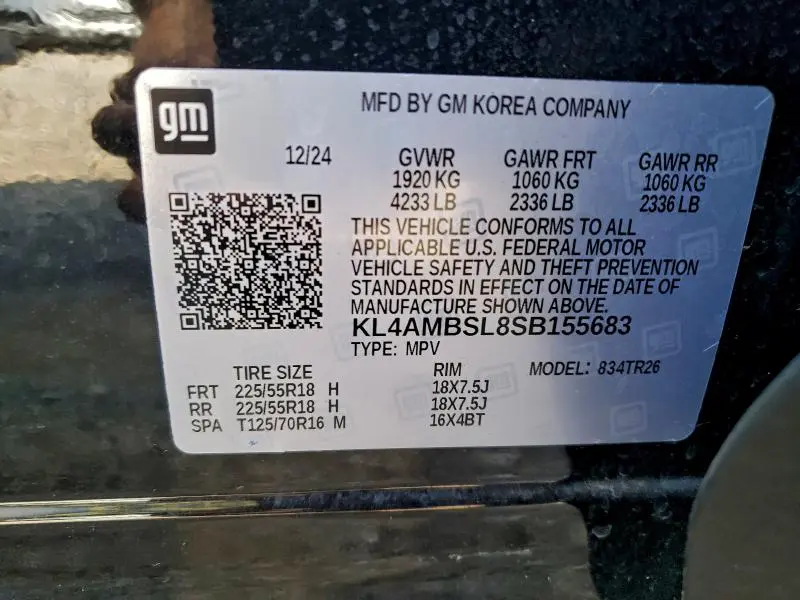 gm
MFD BY GM KOREA COMPANY
12/24 GVWR GAWR FRT GAWR RR
1920 KG 1060 KG 1060 KG
4233 LB 2336 LB 2336 LB
THIS VEHICLE CONFORMS TO ALL
APPLICABLE U.S. FEDERAL MOTOR
VEHICLE SAFETY AND THEFT PREVENTION
STANDARDS IN EFFECT ON THE DATE OF
MANUFACTURE SHOWN ABOVE.
KL4AMBSL8SB155683
TYPE: MPV
TIRE SIZE RIM MODEL: 834TR26
FRT 225/55R18 H 18X7.5J
RR 225/55R18 H 18X7.5J
SPA T125/70R16 M 16X4BT